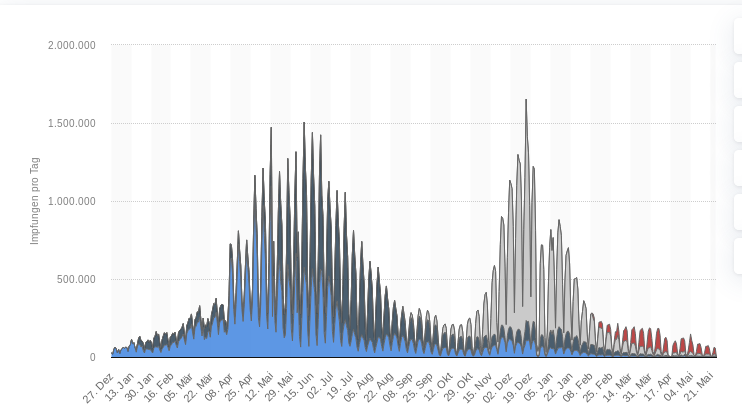 2.000.000
1.500.000
1.000.000
500.000
0
Impfungen pro Tag
27. Dez
13. Jan
30. Jan
16. Feb
05. Mär
22. Mär
08. Apr
25. Apr
12. Mai
29. Mai
15. Jun
02. Jul
19. Jul
05. Aug
22. Aug
08. Sep
25. Sep
12. Okt
29. Okt
15. Nov
02. Dez
19. Dez
05. Jan
22. Jan
08. Feb
25. Feb
14. Mär
31. Mär
17. Apr
04. Mai
21. Mai